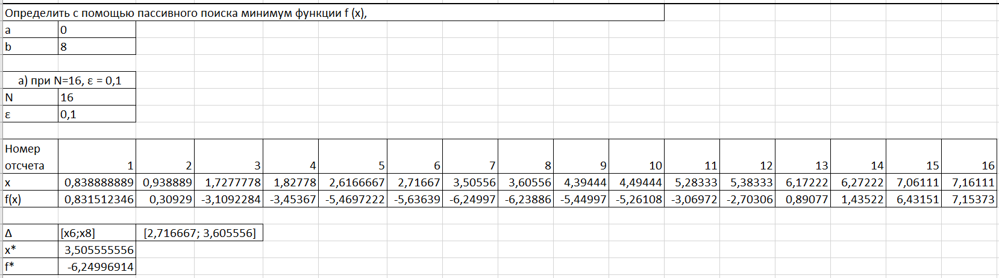 Определить с помощью пассивного поиска минимум функции f (x),
a 0
b 8
а) при N=16, ε = 0,1
N 16
ε 0,1
Номер
отсчета 1 2 3 4 5 6 7 8 9 10 11 12 13 14 15 16
x 0,838888889 0,938889 1,7277778 1,82778 2,6166667 2,71667 3,50556 3,60556 4,39444 4,49444 5,28333 5,38333 6,17222 6,27222 7,06111 7,16111
f(x) 0,831512346 0,30929 -3,1092284 -3,45367 -5,4697222 -5,63639 -6,24997 -6,23886 -5,44997 -5,26108 -3,06972 -2,70306 0,89077 1,43522 6,43151 7,15373
Δ [x6;x8] [2,716667; 3,605556]
x* 3,505555556
f* -6,24996914